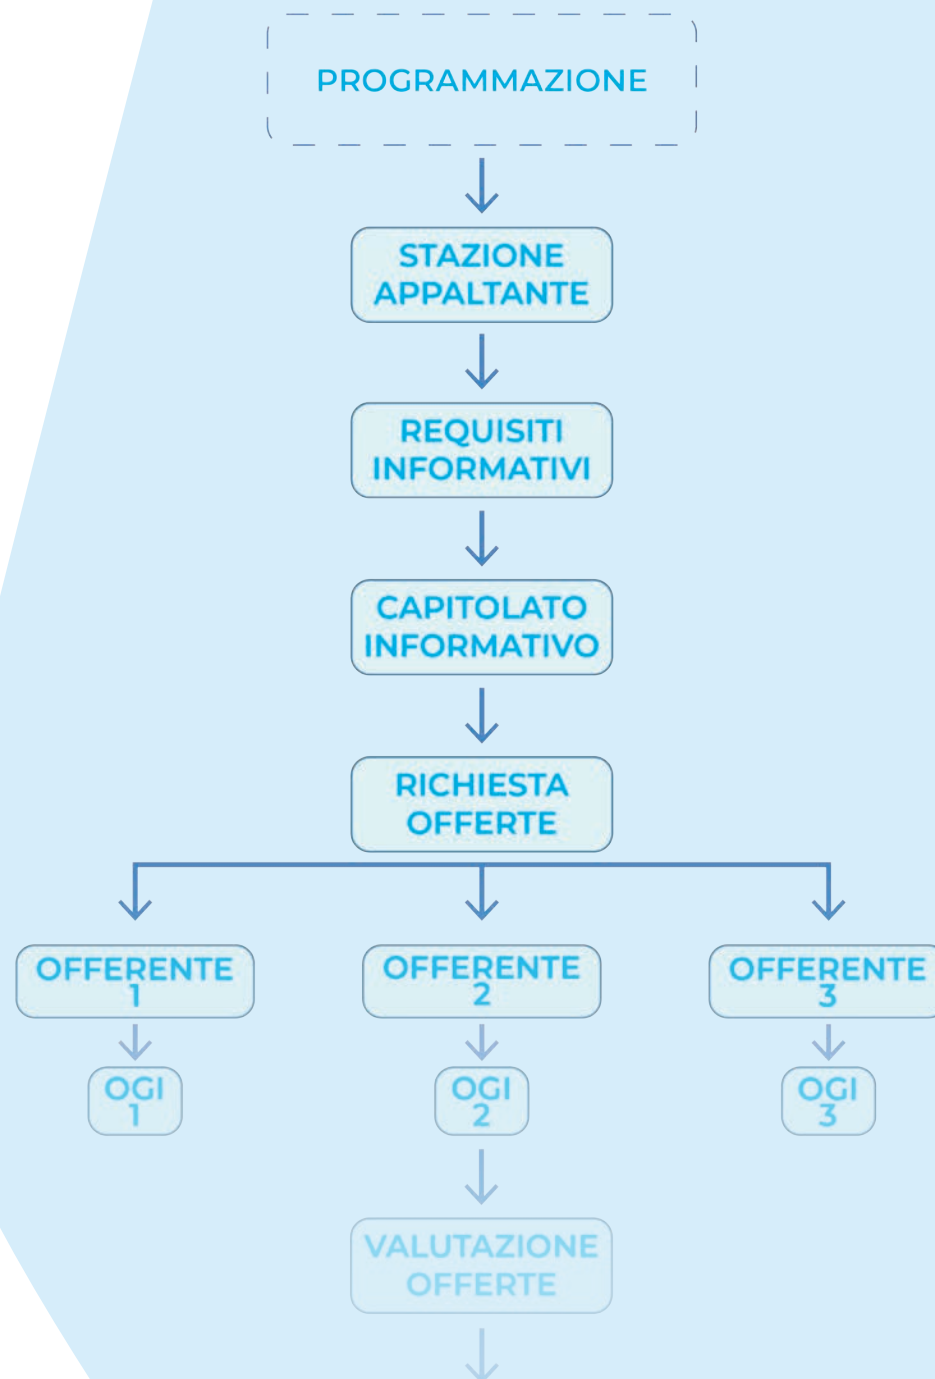 PROGRAMMAZIONE
STAZIONE
APPALTANTE
REQUISITI
INFORMATIVI
CAPITOLATO
INFORMATIVO
RICHIESTA
OFFERTE
OFFERENTE
1
OFFERENTE
2
OFFERENTE
3
OGI
1
OGI
2
OGI
3
VALUTAZIONE
OFFERTE